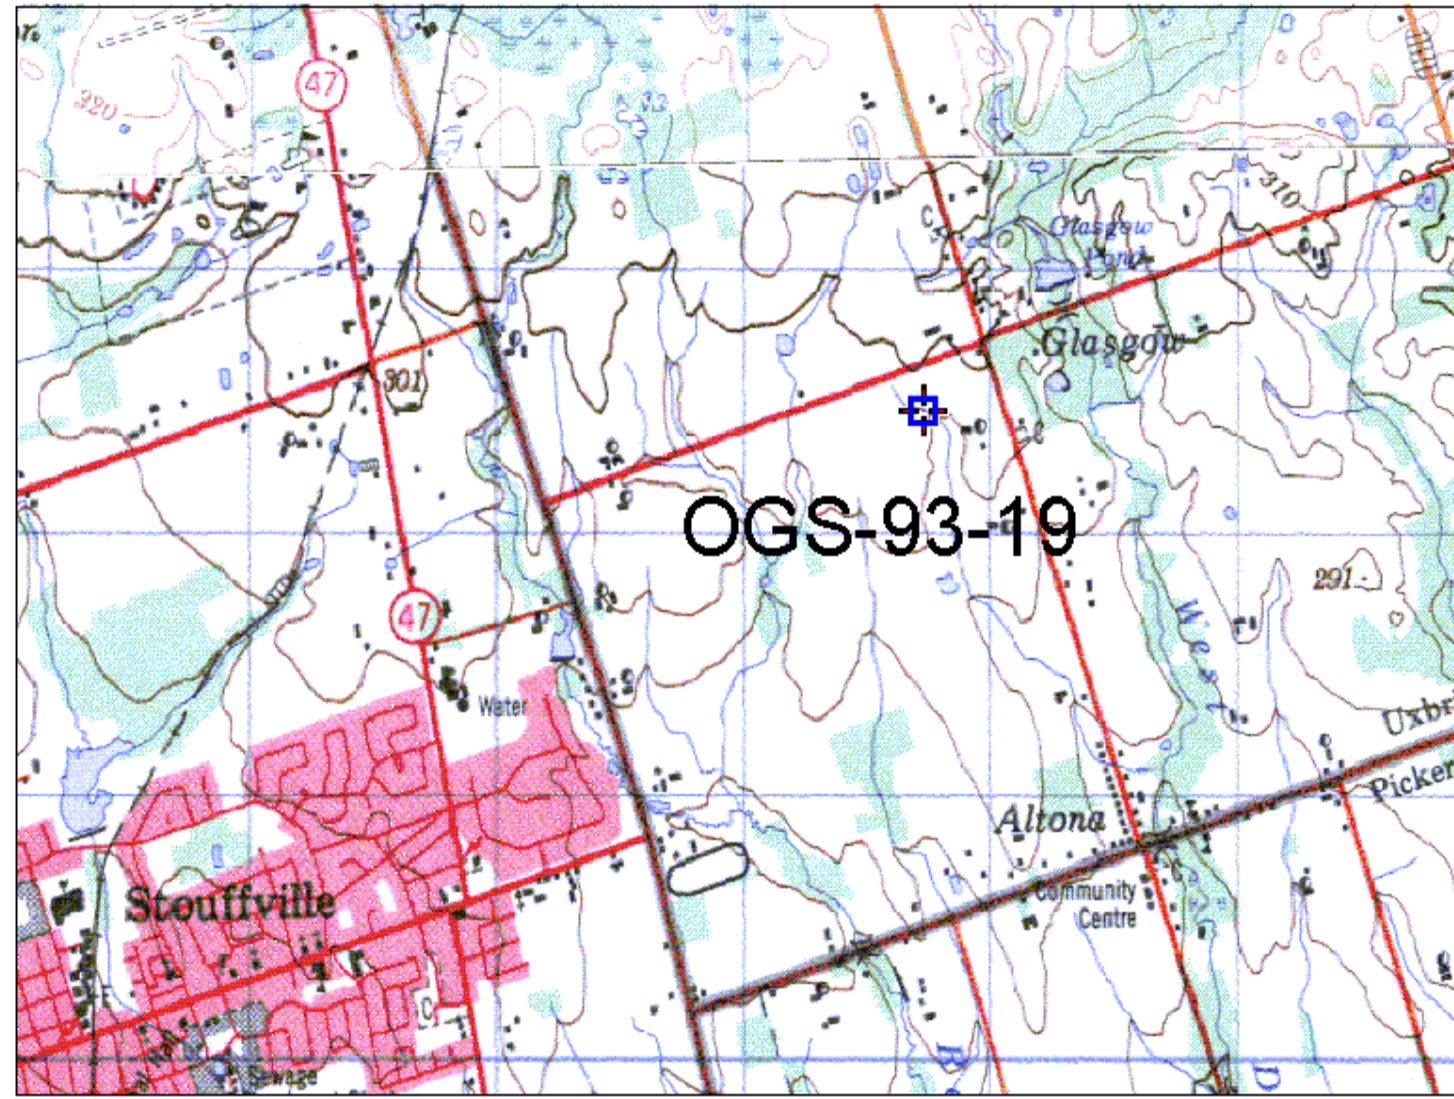 47
320
310
Glasgow
Pond
Glasgow
301
OGS-93-19
291
47
West
Water
Uxbr
Picker
Altona
Stouffville
Community
Centre
C
Sewage
D